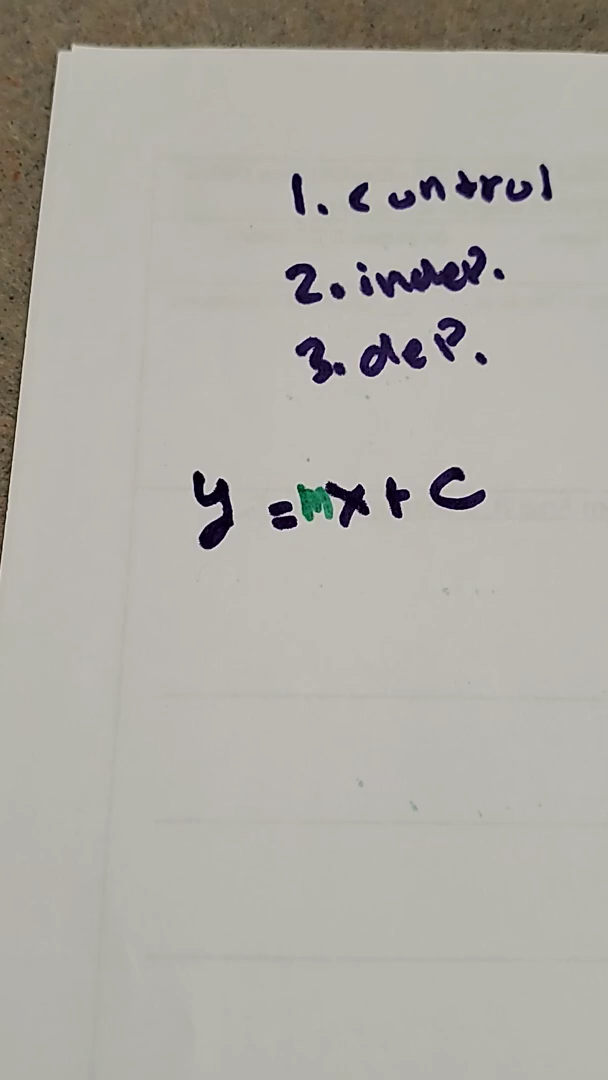 1. control
2. indep.
3. dep.
y = mx + c